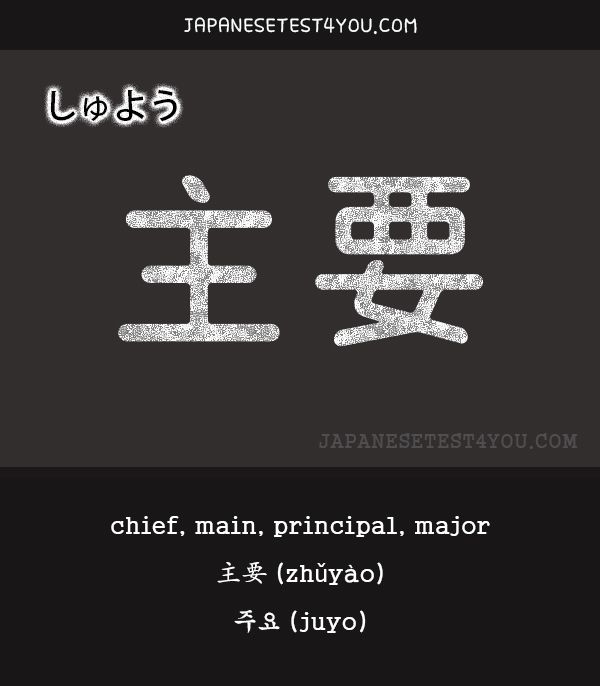 JAPANESETEST4YOU.COM
しゅよう
主要
JAPANESETEST4YOU.COM
chief, main, principal, major
主要 (zhǔyào)
주요 (juyo)